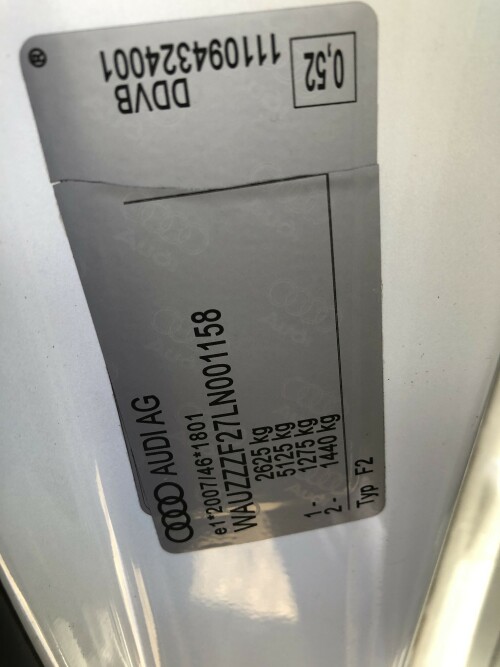 AUDI AG
e1*2007/46*1801
WAUZZZF27LN001158
2625 kg
5125 kg
1- 1275 kg
2- 1440 kg
Typ F2
DDVB
111094324001
0,52
®